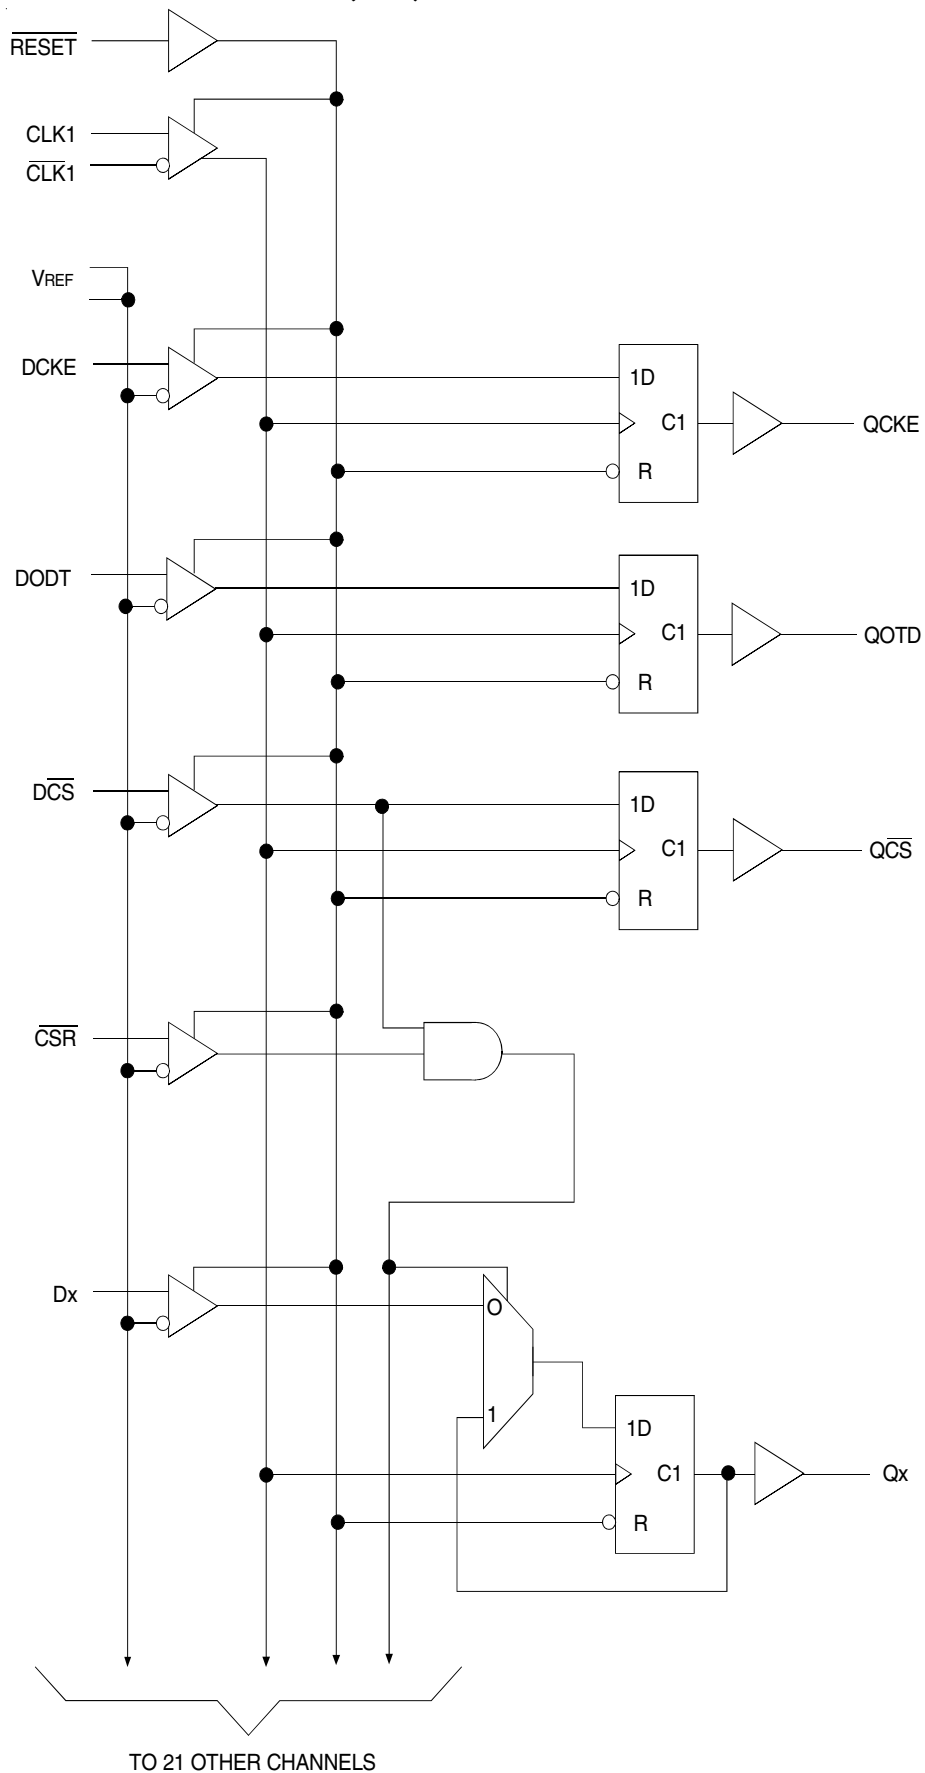 RESET
CLK1
CLK1
VREF
DCKE
1D
C1
QCKE
R
DODT
1D
C1
QOTD
R
DCS
1D
C1
QCS
R
CSR
Dx
O
1
1D
C1
Qx
R
TO 21 OTHER CHANNELS